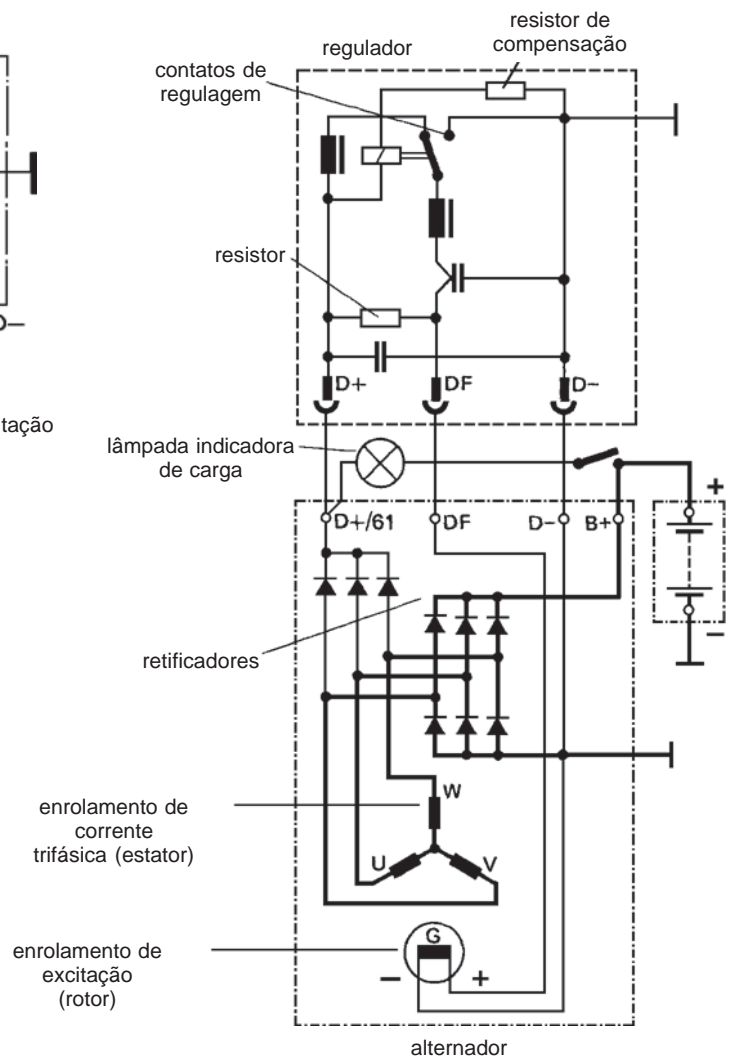 resistor de
compensação
regulador
contatos de
regulagem
resistor
D+
DF
D−
D−
tação
lâmpada indicadora
de carga
+
D+/61
DF
D−
B+
−
retificadores
W
enrolamento de
corrente
trifásica (estator)
U
V
enrolamento de
excitação
(rotor)
G
−
+
alternador